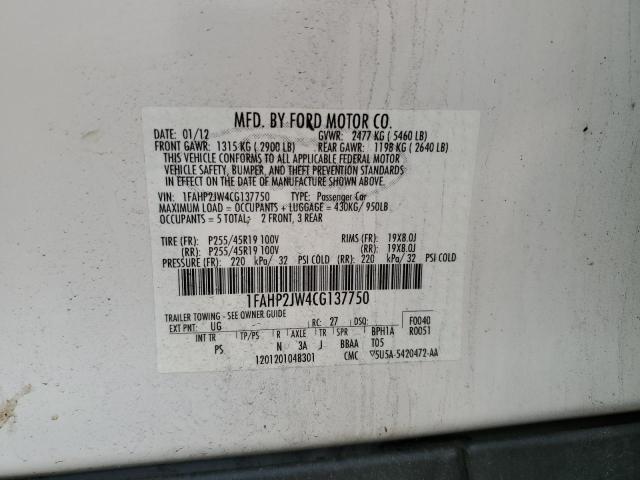 MFD. BY FORD MOTOR CO.
DATE: 01/12 GVWR: 2477 KG ( 5460 LB)
FRONT GAWR: 1315 KG ( 2900 LB) REAR GAWR: 1198 KG ( 2640 LB)
THIS VEHICLE CONFORMS TO ALL APPLICABLE FEDERAL MOTOR
VEHICLE SAFETY, BUMPER, AND THEFT PREVENTION STANDARDS
IN EFFECT ON THE DATE OF MANUFACTURE SHOWN ABOVE.
VIN: 1FAHP2JW4CG137750 TYPE: Passenger Car
MAXIMUM LOAD = OCCUPANTS + LUGGAGE = 430KG/ 950LB
OCCUPANTS = 5 TOTAL; 2 FRONT, 3 REAR
TIRE (FR): P255/45R19 100V RIMS (FR): 19X8.0J
(RR): P255/45R19 100V (RR): 19X8.0J
PRESSURE (FR): 220 kPa/ 32 PSI COLD (RR): 220 kPa/ 32 PSI COLD
1FAHP2JW4CG137750
TRAILER TOWING - SEE OWNER GUIDE
EXT PNT: UG RC: 27 DSO: F0040
INT TR TP/PS R AXLE TR SPR BPH1A R0051
PS N 3A J BBAA T05
1201201048301 CMC ▽5U5A-5420472-AA